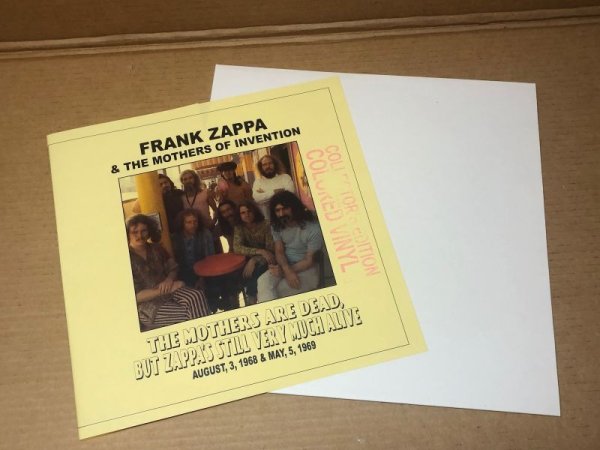 FRANK ZAPPA
& THE MOTHERS OF INVENTION
COLLECTOR'S EDITION
COLORED VINYL
THE MOTHERS ARE DEAD,
BUT ZAPPA'S STILL VERY MUCH ALIVE
AUGUST, 3, 1968 & MAY, 5, 1969